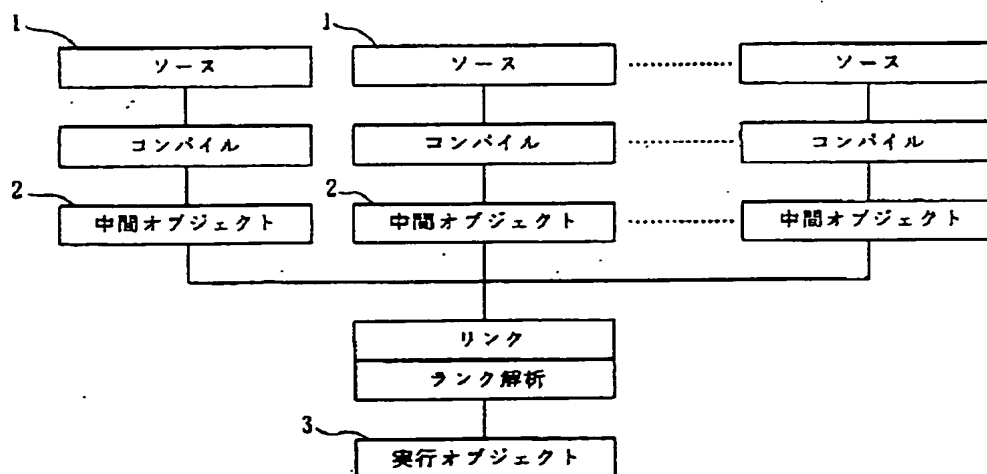 1 1
ソース ソース ソース
コンパイル コンパイル コンパイル
2 2
中間オブジェクト 中間オブジェクト 中間オブジェクト
リンク
ランク解析
3
実行オブジェクト